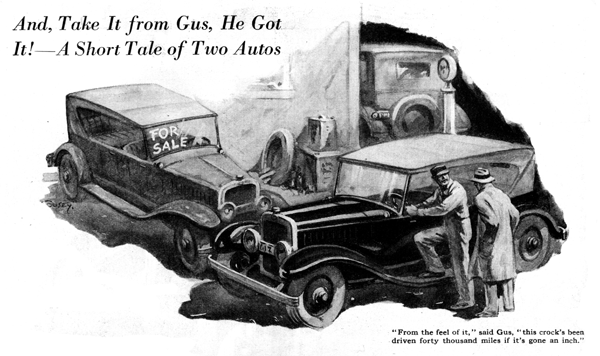 And, Take It from Gus, He Got
It!—A Short Tale of Two Autos
FOR
SALE
"From the feel of it," said Gus, "this crock's been
driven forty thousand miles if it's gone an inch."